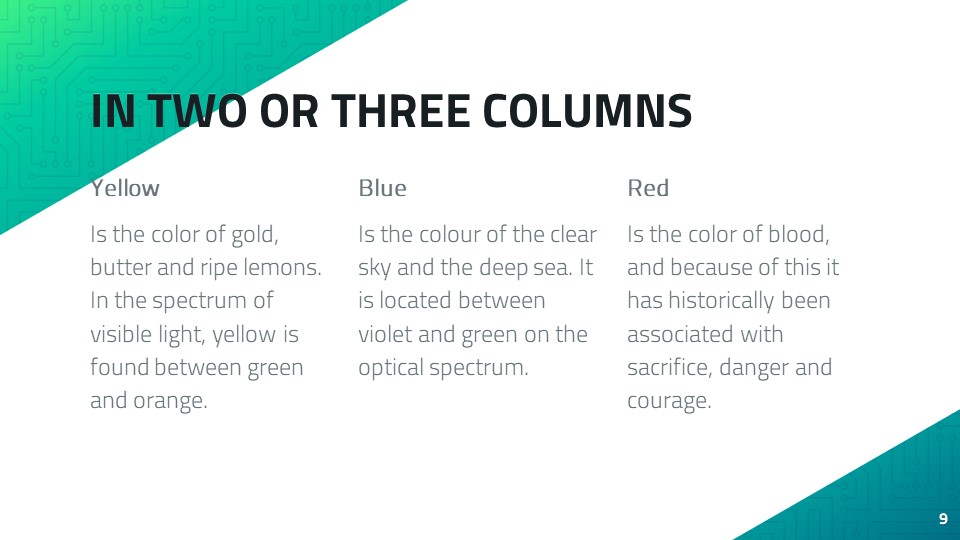 IN TWO OR THREE COLUMNS
Yellow
Is the color of gold,
butter and ripe lemons.
In the spectrum of
visible light, yellow is
found between green
and orange.
Blue
Is the colour of the clear
sky and the deep sea. It
is located between
violet and green on the
optical spectrum.
Red
Is the color of blood,
and because of this it
has historically been
associated with
sacrifice, danger and
courage.
9